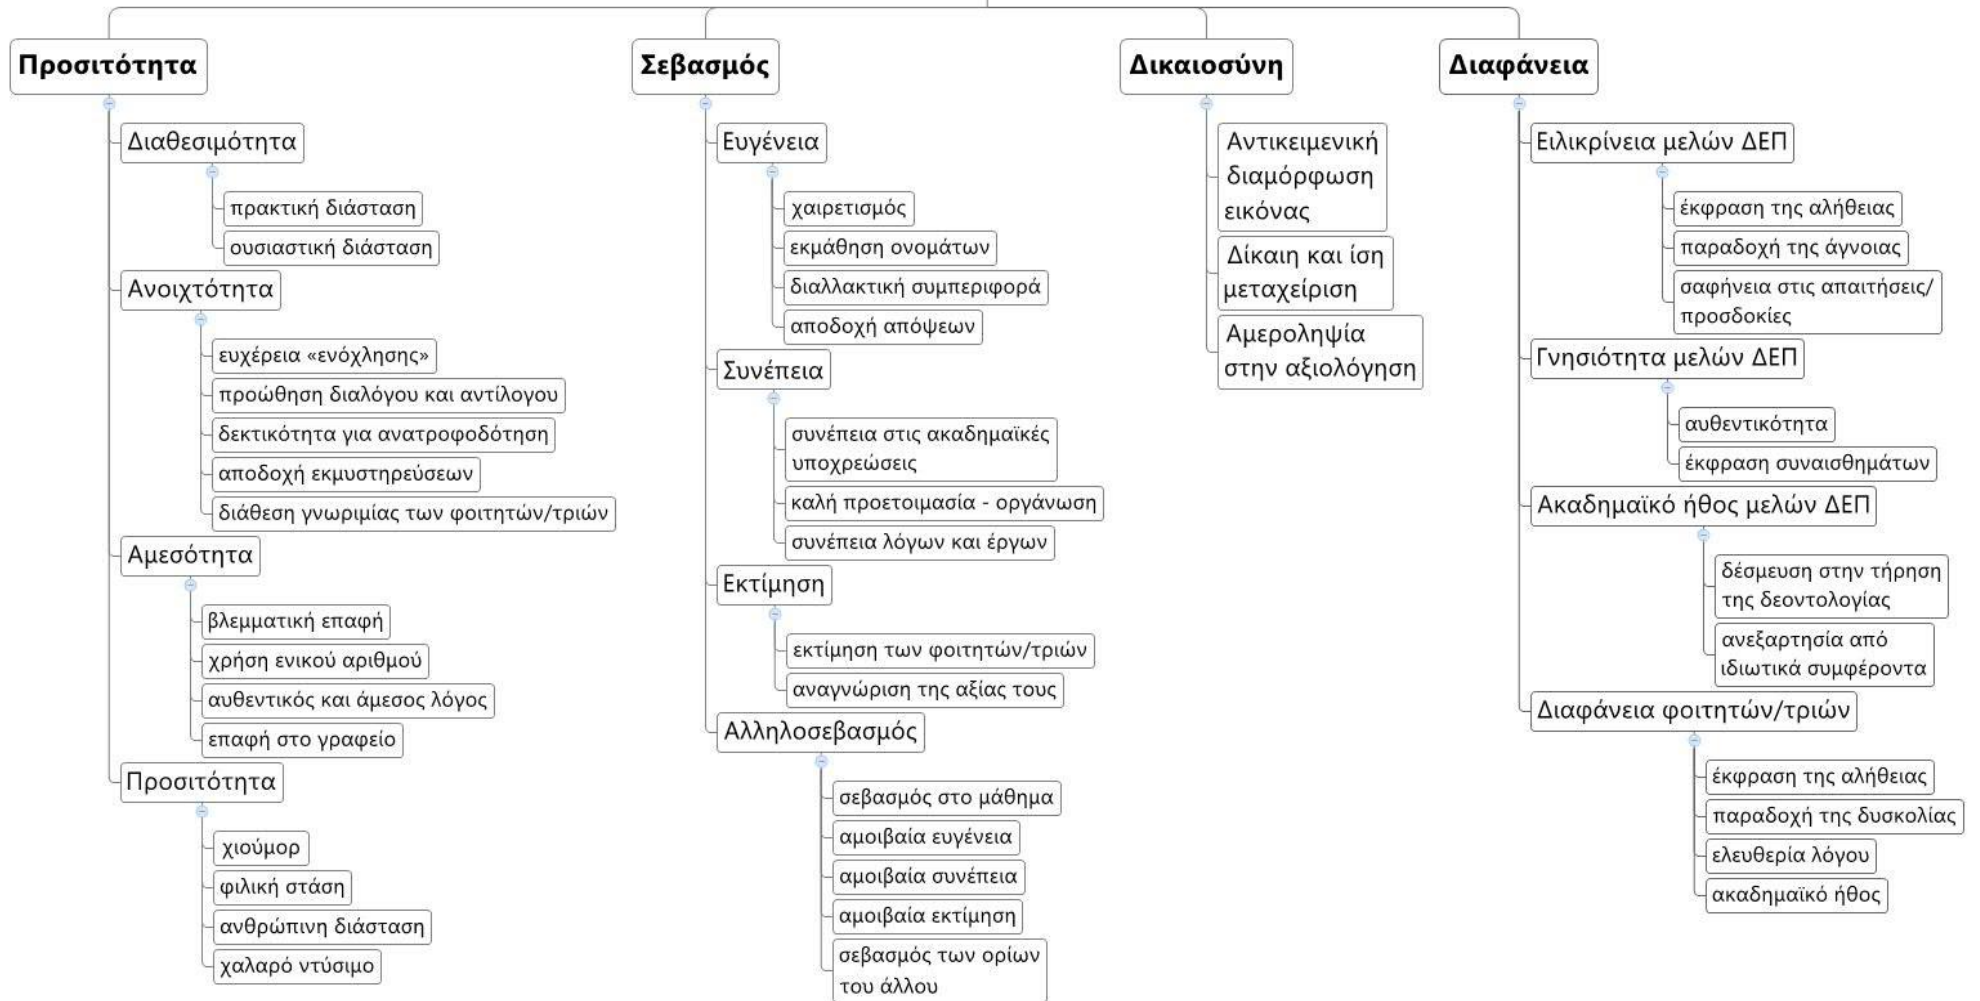 Προσιτότητα
Διαθεσιμότητα
πρακτική διάσταση
ουσιαστική διάσταση
Ανοιχτότητα
ευχέρεια «ενόχλησης»
προώθηση διαλόγου και αντίλογου
δεκτικότητα για ανατροφοδότηση
αποδοχή εκμυστηρεύσεων
διάθεση γνωριμίας των φοιτητών/τριών
Αμεσότητα
βλεμματική επαφή
χρήση ενικού αριθμού
αυθεντικός και άμεσος λόγος
επαφή στο γραφείο
Προσιτότητα
χιούμορ
φιλική στάση
ανθρώπινη διάσταση
χαλαρό ντύσιμο
Σεβασμός
Ευγένεια
χαιρετισμός
εκμάθηση ονομάτων
διαλλακτική συμπεριφορά
αποδοχή απόψεων
Συνέπεια
συνέπεια στις ακαδημαϊκές
υποχρεώσεις
καλή προετοιμασία - οργάνωση
συνέπεια λόγων και έργων
Εκτίμηση
εκτίμηση των φοιτητών/τριών
αναγνώριση της αξίας τους
Αλληλοσεβασμός
σεβασμός στο μάθημα
αμοιβαία ευγένεια
αμοιβαία συνέπεια
αμοιβαία εκτίμηση
σεβασμός των ορίων
του άλλου
Δικαιοσύνη
Αντικειμενική
διαμόρφωση
εικόνας
Δίκαιη και ίση
μεταχείριση
Αμεροληψία
στην αξιολόγηση
Διαφάνεια
Ειλικρίνεια μελών ΔΕΠ
έκφραση της αλήθειας
παραδοχή της άγνοιας
σαφήνεια στις απαιτήσεις/
προσδοκίες
Γνησιότητα μελών ΔΕΠ
αυθεντικότητα
έκφραση συναισθημάτων
Ακαδημαϊκό ήθος μελών ΔΕΠ
δέσμευση στην τήρηση
της δεοντολογίας
ανεξαρτησία από
ιδιωτικά συμφέροντα
Διαφάνεια φοιτητών/τριών
έκφραση της αλήθειας
παραδοχή της δυσκολίας
ελευθερία λόγου
ακαδημαϊκό ήθος